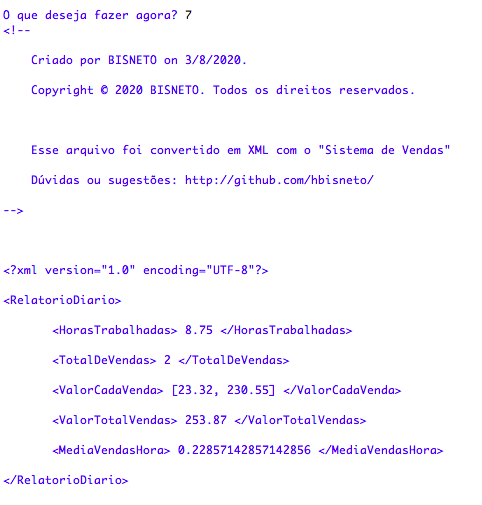 O que deseja fazer agora? 7
<!--
Criado por BISNETO on 3/8/2020.
Copyright © 2020 BISNETO. Todos os direitos reservados.
Esse arquivo foi convertido em XML com o "Sistema de Vendas"
Dúvidas ou sugestões: http://github.com/hbisneto/
-->
<?xml version="1.0" encoding="UTF-8"?>
<RelatorioDiario>
<HorasTrabalhadas> 8.75 </HorasTrabalhadas>
<TotalDeVendas> 2 </TotalDeVendas>
<ValorCadaVenda> [23.32, 230.55] </ValorCadaVenda>
<ValorTotalVendas> 253.87 </ValorTotalVendas>
<MediaVendasHora> 0.22857142857142856 </MediaVendasHora>
</RelatorioDiario>